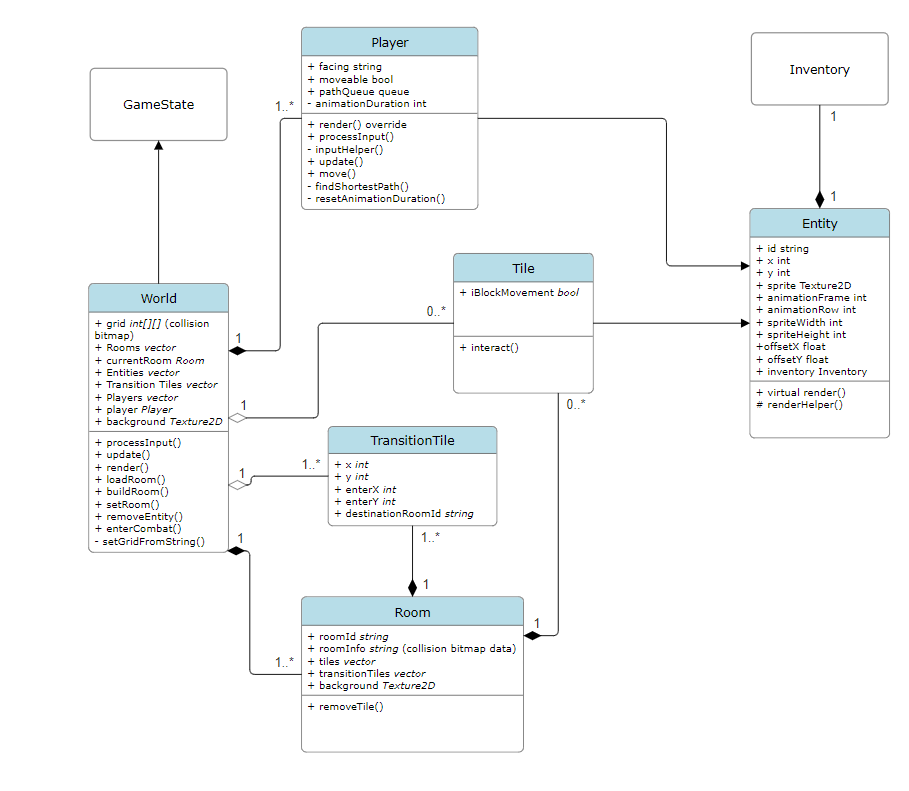 Player
+ facing string
+ moveable bool
+ pathQueue queue
- animationDuration int
+ render() override
+ processInput()
- inputHelper()
+ update()
+ move()
- findShortestPath()
- resetAnimationDuration()
Inventory
1
1
GameState
1..*
Entity
+ id string
+ x int
+ y int
+ sprite Texture2D
+ animationFrame int
+ animationRow int
+ spriteWidth int
+ spriteHeight int
+offsetX float
+ offsetY float
+ inventory Inventory
+ virtual render()
# renderHelper()
Tile
+ iBlockMovement bool
+ interact()
0..*
0..*
World
+ grid int[][] (collision
bitmap)
+ Rooms vector
+ currentRoom Room
+ Entities vector
+ Transition Tiles vector
+ Players vector
+ player Player
+ background Texture2D
+ processInput()
+ update()
+ render()
+ loadRoom()
+ buildRoom()
+ setRoom()
+ removeEntity()
+ enterCombat()
- setGridFromString()
1
1
1
1
TransitionTile
+ x int
+ y int
+ enterX int
+ enterY int
+ destinationRoomId string
1..*
1..*
1
Room
+ roomId string
+ roomInfo string (collision bitmap data)
+ tiles vector
+ transitionTiles vector
+ background Texture2D
+ removeTile()
1
1..*